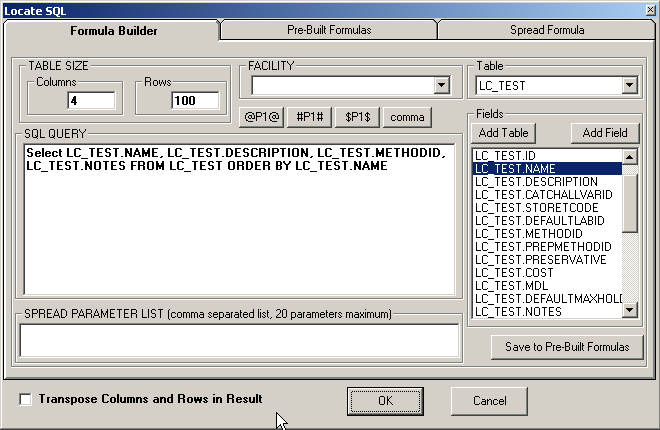 Locate SQL
Formula Builder
Pre-Built Formulas
Spread Formula
TABLE SIZE
Columns
4
Rows
100
FACILITY
@P1@
#P1#
$P1$
comma
Table
LC_TEST
Fields
Add Table
Add Field
SQL QUERY
Select LC_TEST.NAME, LC_TEST.DESCRIPTION, LC_TEST.METHODID,
LC_TEST.NOTES FROM LC_TEST ORDER BY LC_TEST.NAME
LC_TEST.ID
LC_TEST.NAME
LC_TEST.DESCRIPTION
LC_TEST.CATCHALLVARID
LC_TEST.STORETCODE
LC_TEST.DEFAULTLABID
LC_TEST.METHODID
LC_TEST.PREPMETHODID
LC_TEST.PRESERVATIVE
LC_TEST.COST
LC_TEST.MDL
LC_TEST.DEFAULTMAXHOLD
LC_TEST.NOTES
SPREAD PARAMETER LIST (comma separated list, 20 parameters maximum)
Save to Pre-Built Formulas
Transpose Columns and Rows in Result
OK
Cancel